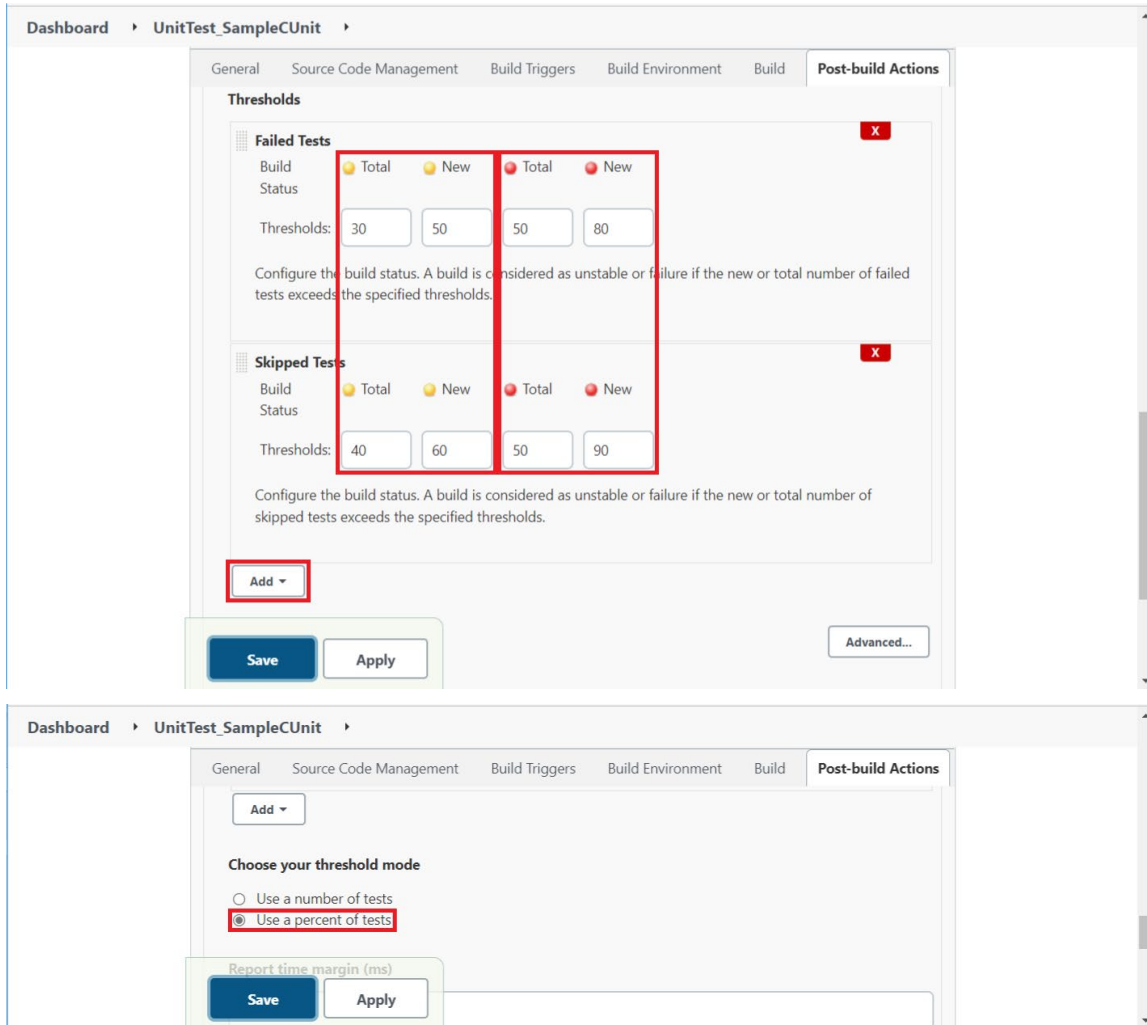 Dashboard UnitTest_SampleCUnit
General Source Code Management Build Triggers Build Environment Build Post-build Actions
Thresholds
X
Failed Tests
Build Status Total New Total New
Thresholds: 30 50 50 80
Configure the build status. A build is considered as unstable or failure if the new or total number of failed
tests exceeds the specified thresholds.
X
Skipped Tests
Build Status Total New Total New
Thresholds: 40 60 50 90
Configure the build status. A build is considered as unstable or failure if the new or total number of
skipped tests exceeds the specified thresholds.
Add
Advanced...
Save Apply
Dashboard UnitTest_SampleCUnit
General Source Code Management Build Triggers Build Environment Build Post-build Actions
Add
Choose your threshold mode
Use a number of tests
Use a percent of tests
Report time margin (ms)
Save Apply